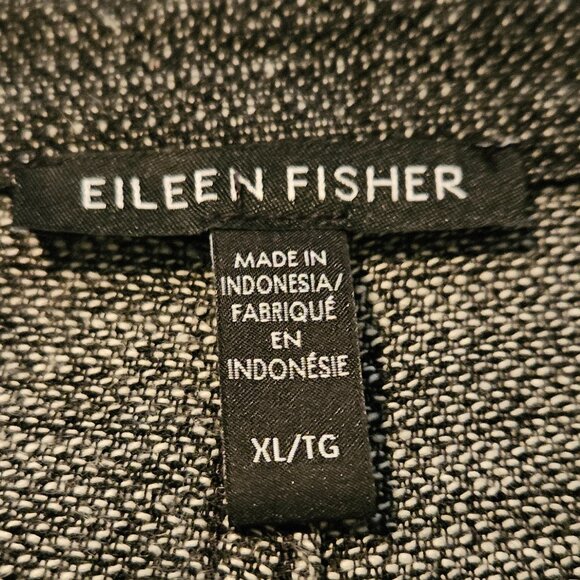 EILEEN FISHER
MADE IN
INDONESIA/
FABRIQUÉ
EN
INDONÉSIE
XL/TG